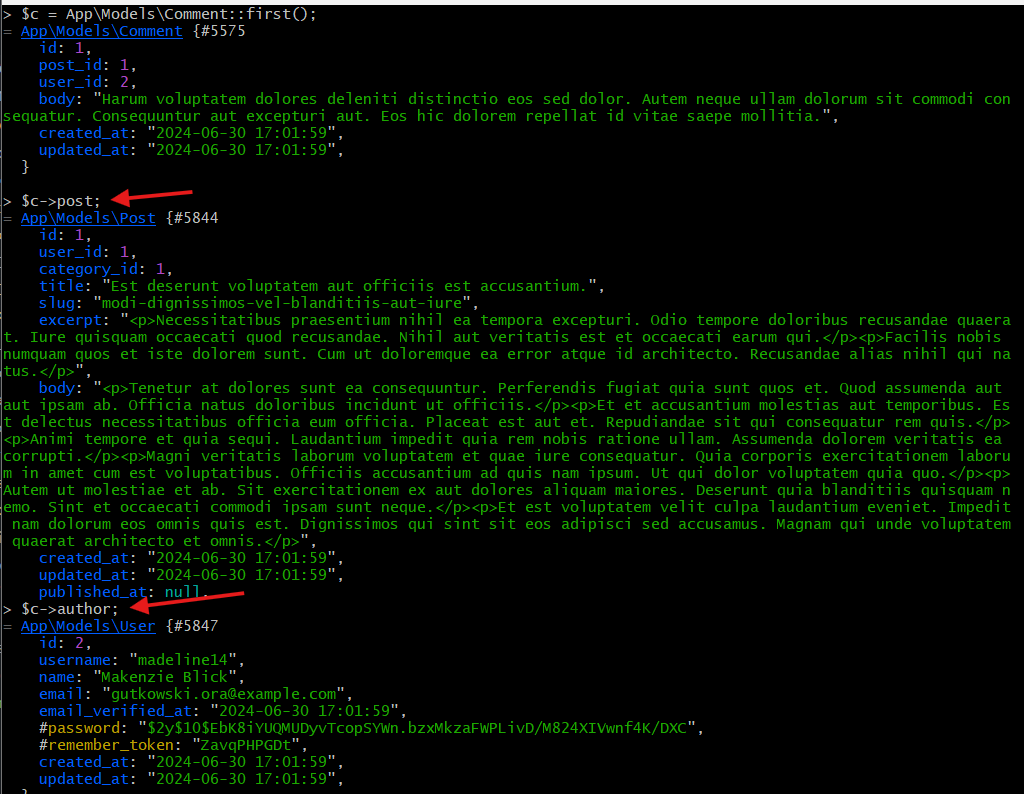 > $c = App\Models\Comment::first();
= App\Models\Comment {#5575
id: 1,
post_id: 1,
user_id: 2,
body: "Harum voluptatem dolores deleniti distinctio eos sed dolor. Autem neque ullam dolorum sit commodi con
sequatur. Consequuntur aut excepturi aut. Eos hic dolorem repellat id vitae saepe mollitia.",
created_at: "2024-06-30 17:01:59",
updated_at: "2024-06-30 17:01:59",
}
> $c->post;
= App\Models\Post {#5844
id: 1,
user_id: 1,
category_id: 1,
title: "Est deserunt voluptatem aut officiis est accusantium.",
slug: "modi-dignissimos-vel-blanditiis-aut-iure",
excerpt: "<p>Necessitatibus praesentium nihil ea tempora excepturi. Odio tempore doloribus recusandae quaera
t. Iure quisquam occaecati quod recusandae. Nihil aut veritatis est et occaecati earum qui.</p><p>Facilis nobis
numquam quos et iste dolorem sunt. Cum ut doloremque ea error atque id architecto. Recusandae alias nihil qui na
tus.</p>",
body: "<p>Tenetur at dolores sunt ea consequuntur. Perferendis fugiat quia sunt quos et. Quod assumenda aut
aut ipsam ab. Officia natus doloribus incidunt ut officiis.</p><p>Et et accusantium molestias aut temporibus. Es
t delectus necessitatibus officia eum officia. Placeat est aut et. Repudiandae sit qui consequatur rem quis.</p>
<p>Animi tempore et quia sequi. Laudantium impedit quia rem nobis ratione ullam. Assumenda dolorem veritatis ea
corrupti.</p><p>Magni veritatis laborum voluptatem et quae iure consequatur. Quia corporis exercitationem laboru
m in amet cum est voluptatibus. Officiis accusantium ad quis nam ipsum. Ut qui dolor voluptatem quia quo.</p><p>
Autem ut molestiae et ab. Sit exercitationem ex aut dolores aliquam maiores. Deserunt quia blanditiis quisquam n
emo. Sint et occaecati commodi ipsam sunt neque.</p><p>Et est voluptatem velit culpa laudantium eveniet. Impedit
nam dolorum eos omnis quis est. Dignissimos qui sint sit eos adipisci sed accusamus. Magnam qui unde voluptatem
quaerat architecto et omnis.</p>",
created_at: "2024-06-30 17:01:59",
updated_at: "2024-06-30 17:01:59",
published_at: null,
> $c->author;
= App\Models\User {#5847
id: 2,
username: "madeline14",
name: "Makenzie Blick",
email: "gutkowski.ora@example.com",
email_verified_at: "2024-06-30 17:01:59",
#password: "$2y$10$EbK8iYUQMUDyvTcopSYWn.bzxMkzaFWPLivD/M824XIVwnf4K/DXC",
#remember_token: "ZavqPHPGDt",
created_at: "2024-06-30 17:01:59",
updated_at: "2024-06-30 17:01:59",
}